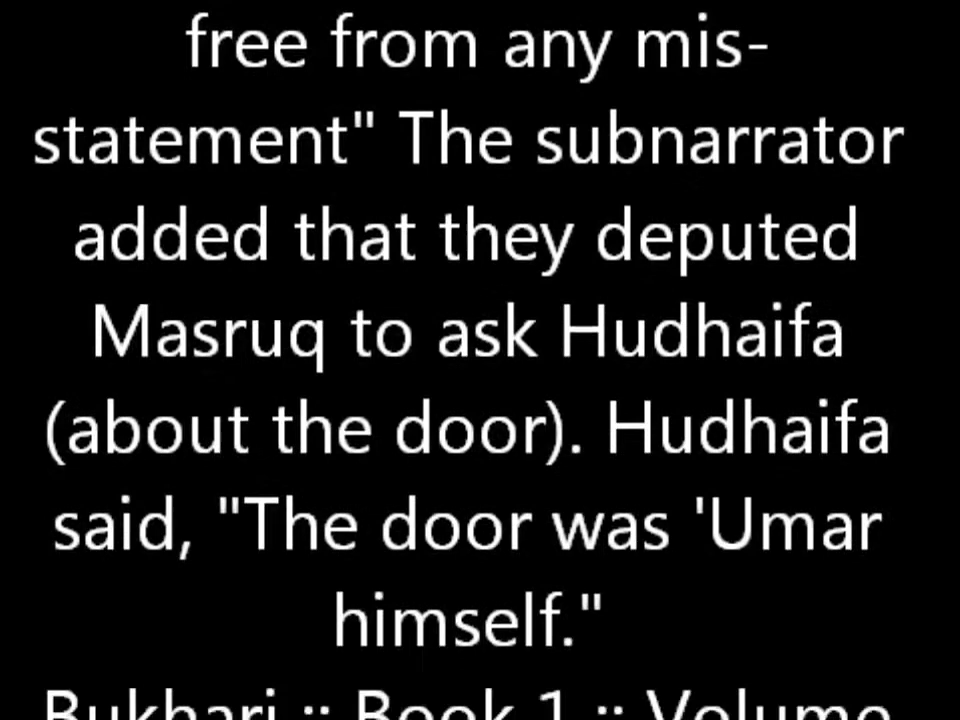 free from any mis-
statement" The subnarrator
added that they deputed
Masruq to ask Hudhaifa
(about the door). Hudhaifa
said, "The door was 'Umar
himself."
Bukhari :: Book 1 :: Volume